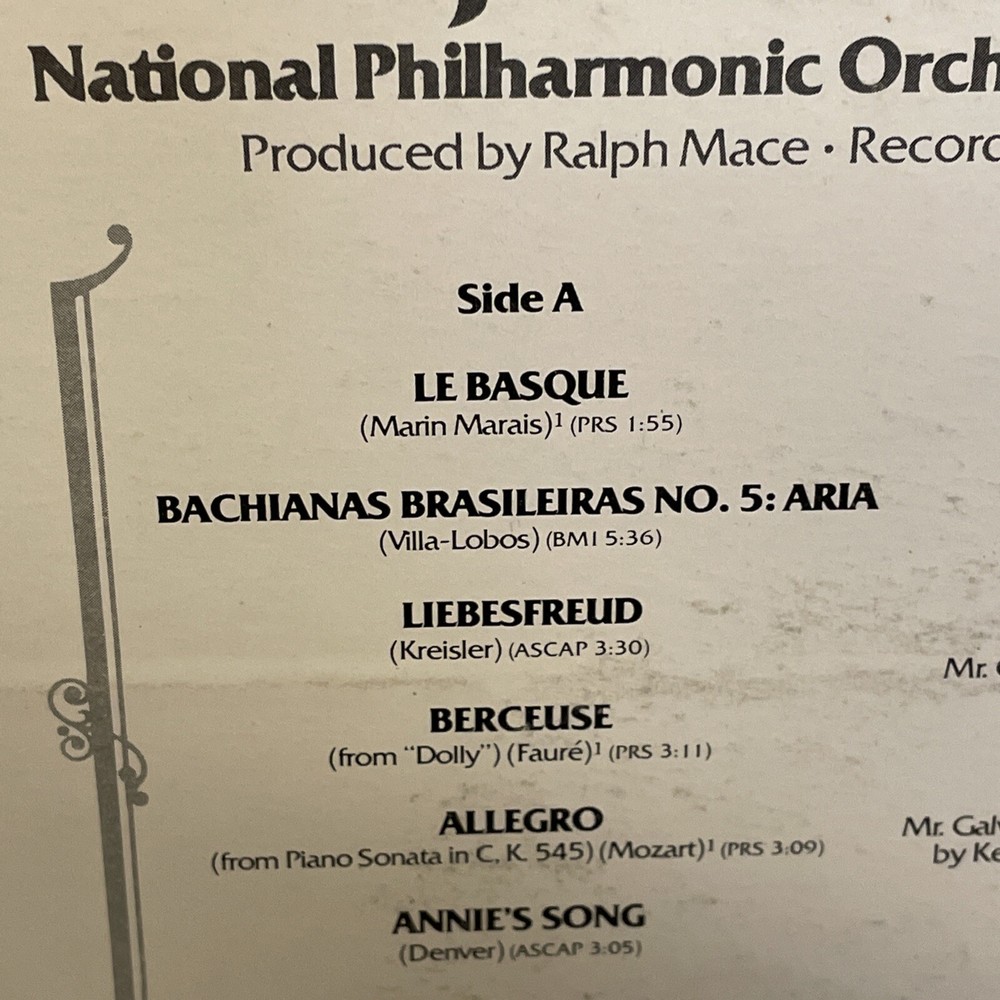 National Philharmonic Orch
Produced by Ralph Mace • Record
Side A
LE BASQUE
(Marin Marais)¹ (PRS 1:55)
BACHIANAS BRASILEIRAS NO. 5: ARIA
(Villa-Lobos) (BMI 5:36)
LIEBESFREUD
(Kreisler) (ASCAP 3:30)
Mr.
BERCEUSE
(from “Dolly”) (Fauré)¹ (PRS 3:11)
ALLEGRO
(from Piano Sonata in C, K. 545) (Mozart)¹ (PRS 3:09)
Mr. Gal
by Ke
ANNIE'S SONG
(Denver) (ASCAP 3:05)